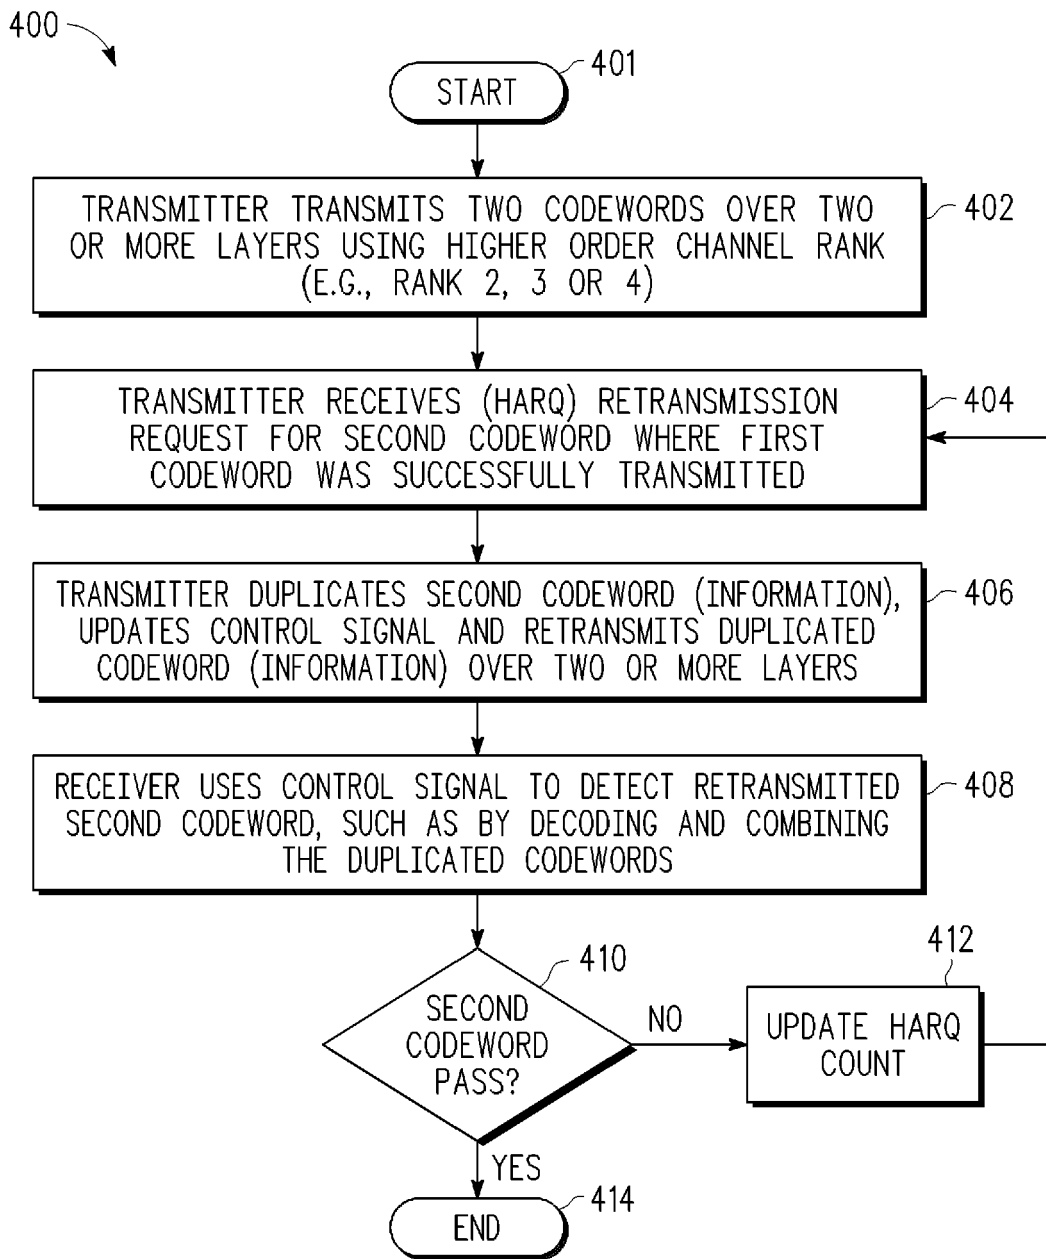 400
START
401
TRANSMITTER TRANSMITS TWO CODEWORDS OVER TWO
OR MORE LAYERS USING HIGHER ORDER CHANNEL RANK
(E.G., RANK 2, 3 OR 4)
402
TRANSMITTER RECEIVES (HARQ) RETRANSMISSION
REQUEST FOR SECOND CODEWORD WHERE FIRST
CODEWORD WAS SUCCESSFULLY TRANSMITTED
404
TRANSMITTER DUPLICATES SECOND CODEWORD (INFORMATION),
UPDATES CONTROL SIGNAL AND RETRANSMITS DUPLICATED
CODEWORD (INFORMATION) OVER TWO OR MORE LAYERS
406
RECEIVER USES CONTROL SIGNAL TO DETECT RETRANSMITTED
SECOND CODEWORD, SUCH AS BY DECODING AND COMBINING
THE DUPLICATED CODEWORDS
408
SECOND
CODEWORD
PASS?
410
NO
UPDATE HARQ
COUNT
412
YES
END
414